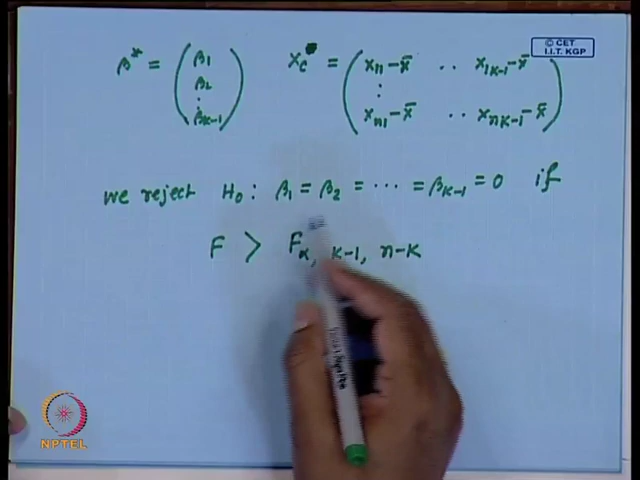 © CET
I.I.T. KGP
β* = (β1 β2 : βk-1) Xc = (x11 - x̄ .. x1k-1 - x̄ : xn1 - x̄ .. xnk-1 - x̄)
we reject H0 : β1 = β2 = ··· = βk-1 = 0 if
F > Fα, k-1, n-k
NPTEL